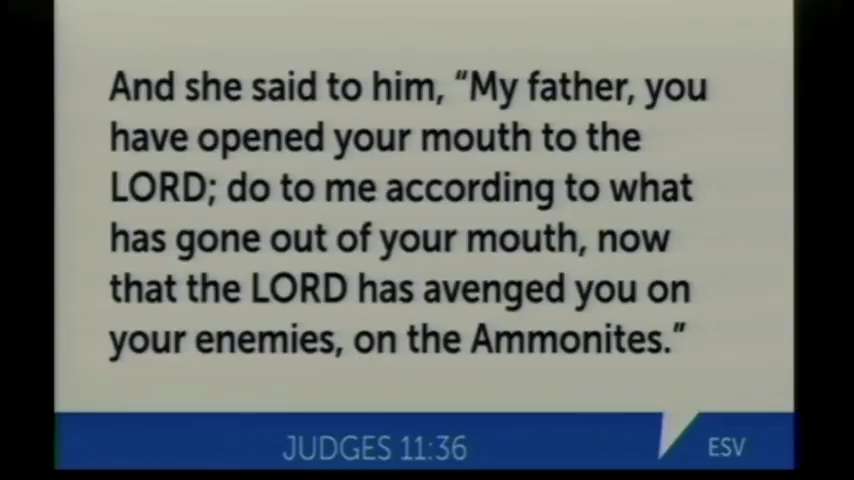 And she said to him, “My father, you
have opened your mouth to the
LORD; do to me according to what
has gone out of your mouth, now
that the LORD has avenged you on
your enemies, on the Ammonites.”
JUDGES 11:36
ESV